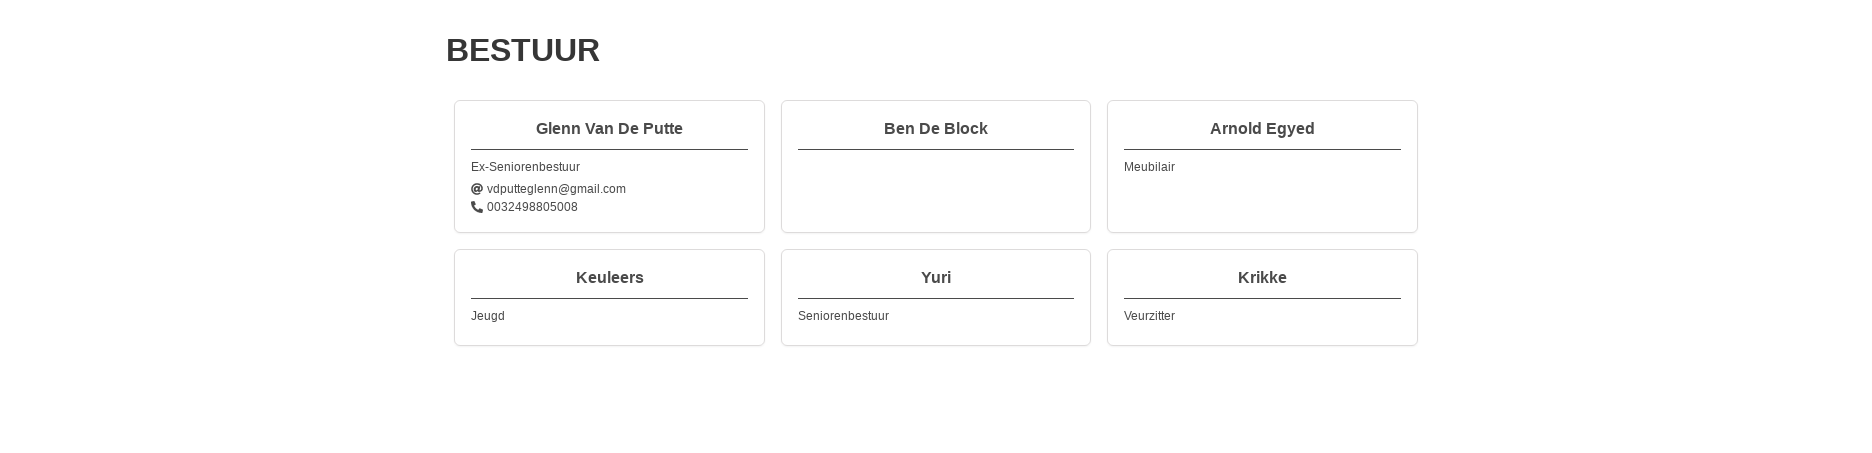 BESTUUR
Glenn Van De Putte
Ex-Seniorenbestuur
vdputteglenn@gmail.com
0032498805008
Ben De Block
Arnold Egyed
Meubilair
Keuleers
Jeugd
Yuri
Seniorenbestuur
Krikke
Veurzitter